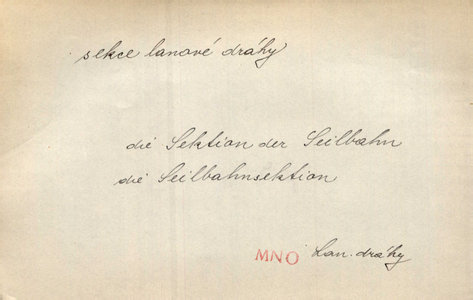 sekce lanové dráhy
die Sektion der Seilbahn
die Seilbahnsektion
MNO lan. dráhy